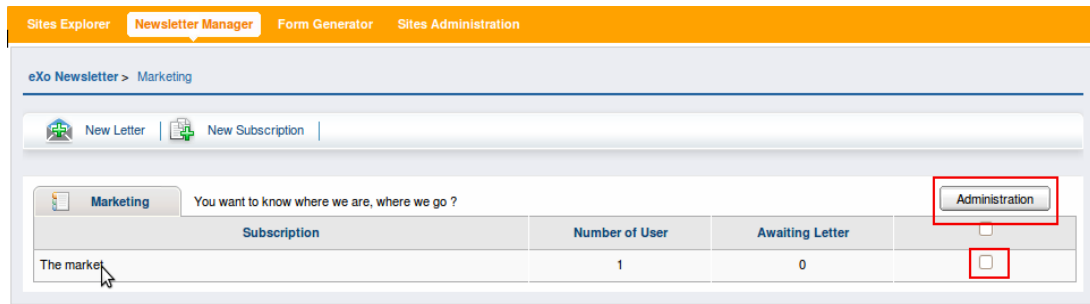 Sites Explorer Newsletter Manager Form Generator Sites Administration
eXo Newsletter > Marketing
New Letter New Subscription
Marketing You want to know where we are, where we go ? Administration
Subscription Number of User Awaiting Letter
The market 1 0